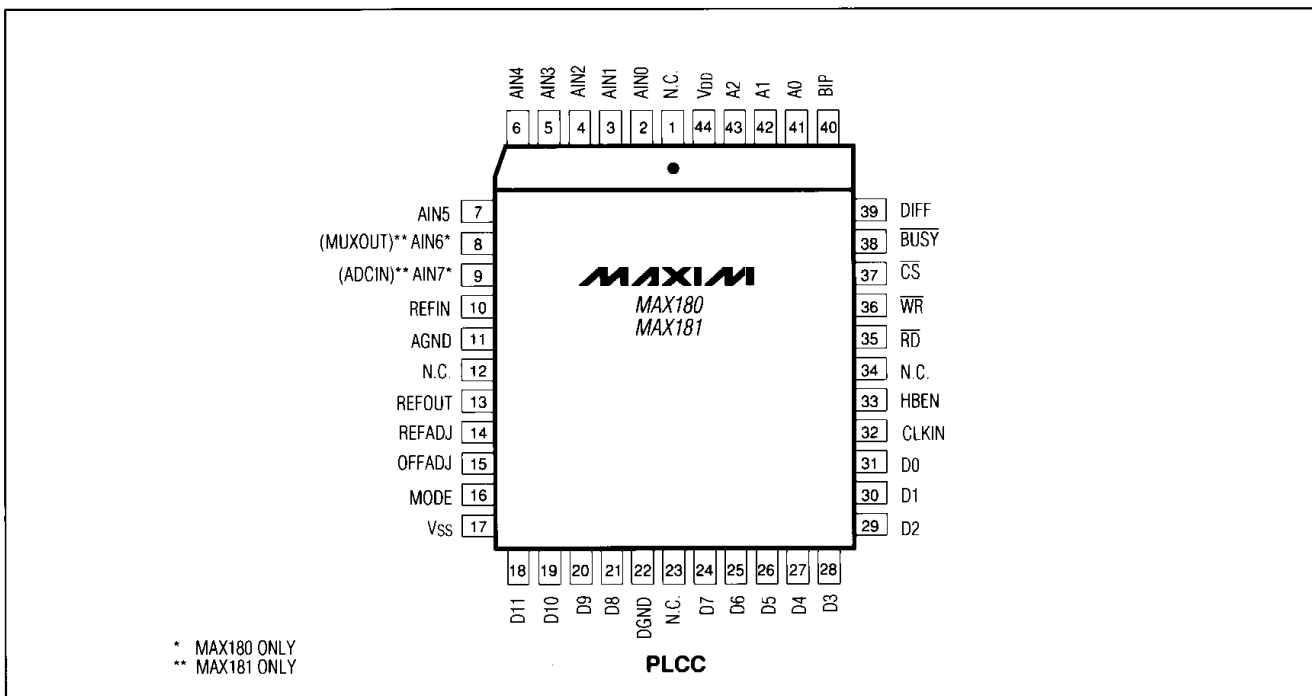 AIN4 AIN3 AIN2 AIN1 AIN0 N.C. VDD A2 A1 A0 BIP
6 5 4 3 2 1 44 43 42 41 40
AIN5 7
(MUXOUT)** AIN6* 8
(ADCIN)** AIN7* 9
REFIN 10
AGND 11
N.C. 12
REFOUT 13
REFADJ 14
OFFADJ 15
MODE 16
VSS 17
MAXIM
MAX180
MAX181
39 DIFF
38 B̅U̅S̅Y̅
37 C̅S̅
36 W̅R̅
35 R̅D̅
34 N.C.
33 HBEN
32 CLKIN
31 D0
30 D1
29 D2
18 19 20 21 22 23 24 25 26 27 28
D11 D10 D9 D8 DGND N.C. D7 D6 D5 D4 D3
* MAX180 ONLY
** MAX181 ONLY
PLCC